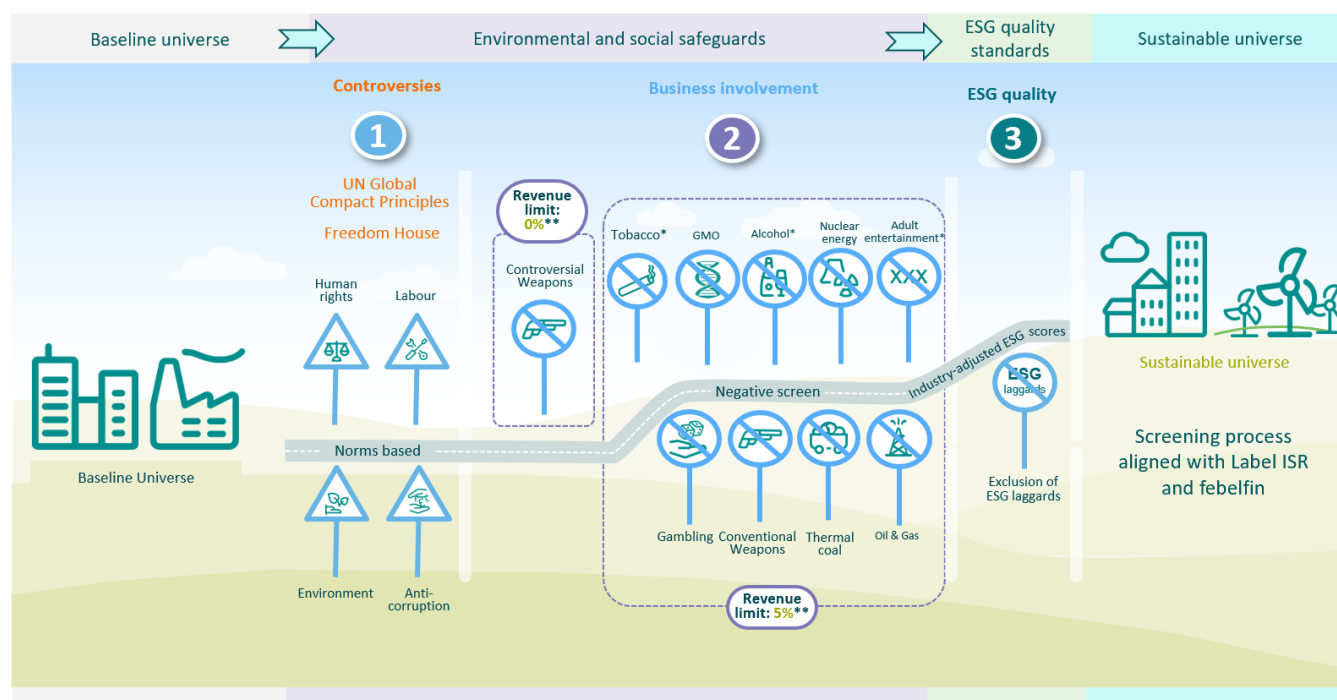 Baseline universe
Environmental and social safeguards
ESG quality
standards
Sustainable universe
Controversies
1
UN Global
Compact Principles
Freedom House
Human
rights
Labour
Norms based
Environment
Anti-
corruption
Baseline Universe
Business involvement
2
Revenue
limit:
0%**
Controversial
Weapons
Tobacco*
GMO
Alcohol*
Nuclear
energy
Adult
entertainment*
XXX
Negative screen
Gambling
Conventional
Weapons
Thermal
coal
Oil & Gas
Revenue
limit: 5%**
ESG quality
3
Industry-adjusted ESG scores
ESG
laggards
Exclusion of
ESG laggards
Sustainable universe
Screening process
aligned with Label ISR
and febelfin